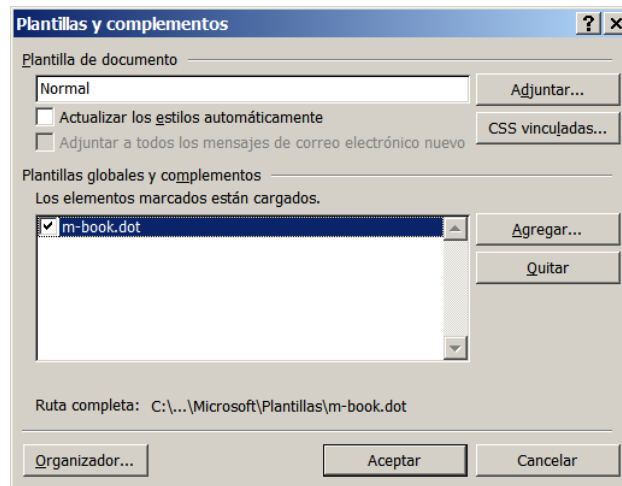 Plantillas y complementos
Plantilla de documento
Normal
Adjuntar...
Actualizar los estilos automáticamente
CSS vinculadas...
Adjuntar a todos los mensajes de correo electrónico nuevo
Plantillas globales y complementos
Los elementos marcados están cargados.
m-book.dot
Agregar...
Quitar
Ruta completa: C:\...\Microsoft\Plantillas\m-book.dot
Organizador...
Aceptar
Cancelar